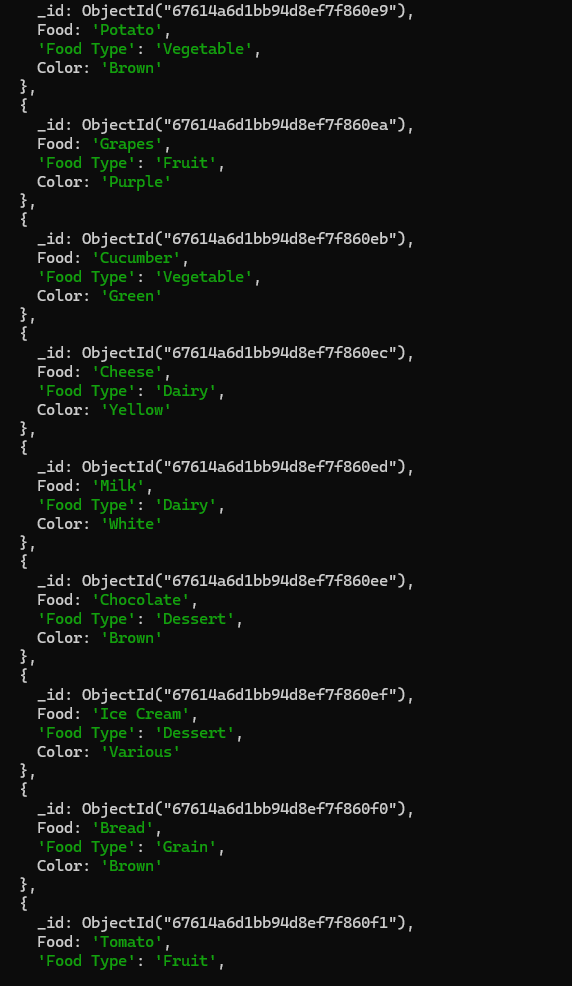 _id: ObjectId("67614a6d1bb94d8ef7f860e9"),
Food: 'Potato',
'Food Type': 'Vegetable',
Color: 'Brown'
},
{
_id: ObjectId("67614a6d1bb94d8ef7f860ea"),
Food: 'Grapes',
'Food Type': 'Fruit',
Color: 'Purple'
},
{
_id: ObjectId("67614a6d1bb94d8ef7f860eb"),
Food: 'Cucumber',
'Food Type': 'Vegetable',
Color: 'Green'
},
{
_id: ObjectId("67614a6d1bb94d8ef7f860ec"),
Food: 'Cheese',
'Food Type': 'Dairy',
Color: 'Yellow'
},
{
_id: ObjectId("67614a6d1bb94d8ef7f860ed"),
Food: 'Milk',
'Food Type': 'Dairy',
Color: 'White'
},
{
_id: ObjectId("67614a6d1bb94d8ef7f860ee"),
Food: 'Chocolate',
'Food Type': 'Dessert',
Color: 'Brown'
},
{
_id: ObjectId("67614a6d1bb94d8ef7f860ef"),
Food: 'Ice Cream',
'Food Type': 'Dessert',
Color: 'Various'
},
{
_id: ObjectId("67614a6d1bb94d8ef7f860f0"),
Food: 'Bread',
'Food Type': 'Grain',
Color: 'Brown'
},
{
_id: ObjectId("67614a6d1bb94d8ef7f860f1"),
Food: 'Tomato',
'Food Type': 'Fruit',